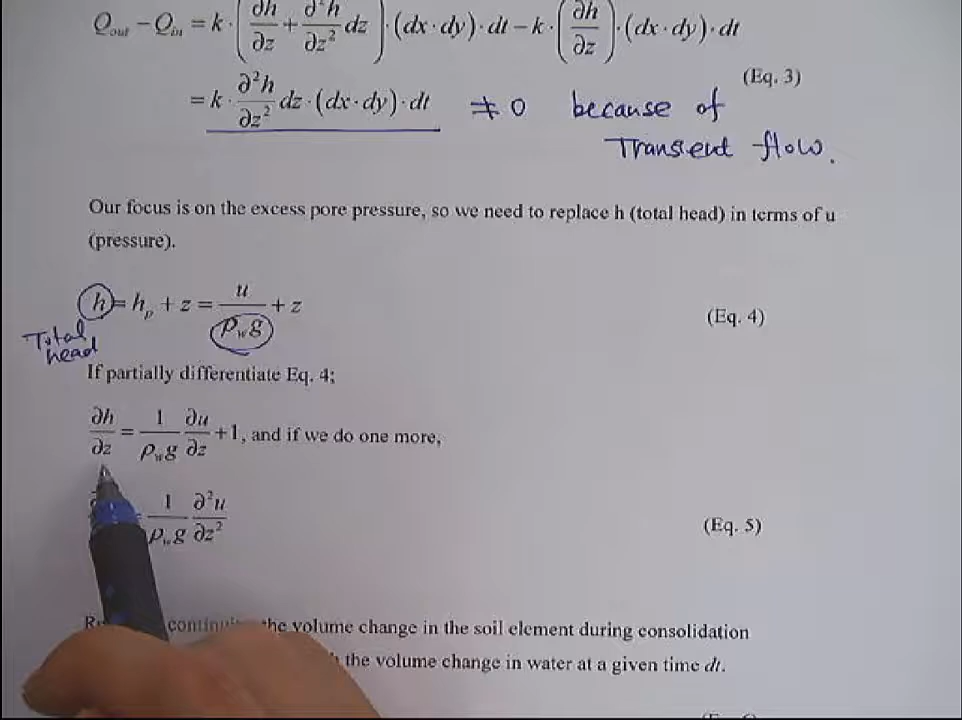 Q_out − Q_in = k · (∂h/∂z + ∂²h/∂z² dz) · (dx · dy) · dt − k · (∂h/∂z) · (dx · dy) · dt
(Eq. 3)
= k · ∂²h/∂z² dz · (dx · dy) · dt ≠ 0 because of
Transient flow.
Our focus is on the excess pore pressure, so we need to replace h (total head) in terms of u
(pressure).
h = h_p + z = u/(ρ_w g) + z (Eq. 4)
Total
head
If partially differentiate Eq. 4;
∂h/∂z = 1/(ρ_w g) ∂u/∂z + 1, and if we do one more,
= 1/(ρ_w g) ∂²u/∂z² (Eq. 5)
the volume change in the soil element during consolidation
the volume change in water at a given time dt.